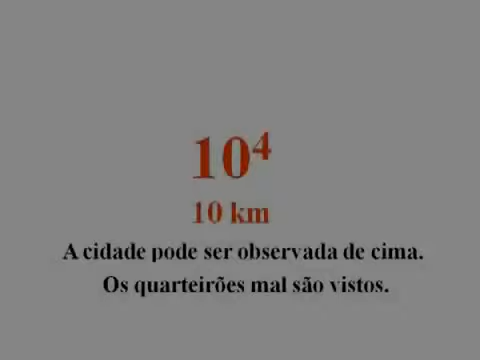 10⁴
10 km
A cidade pode ser observada de cima.
Os quarteirões mal são vistos.